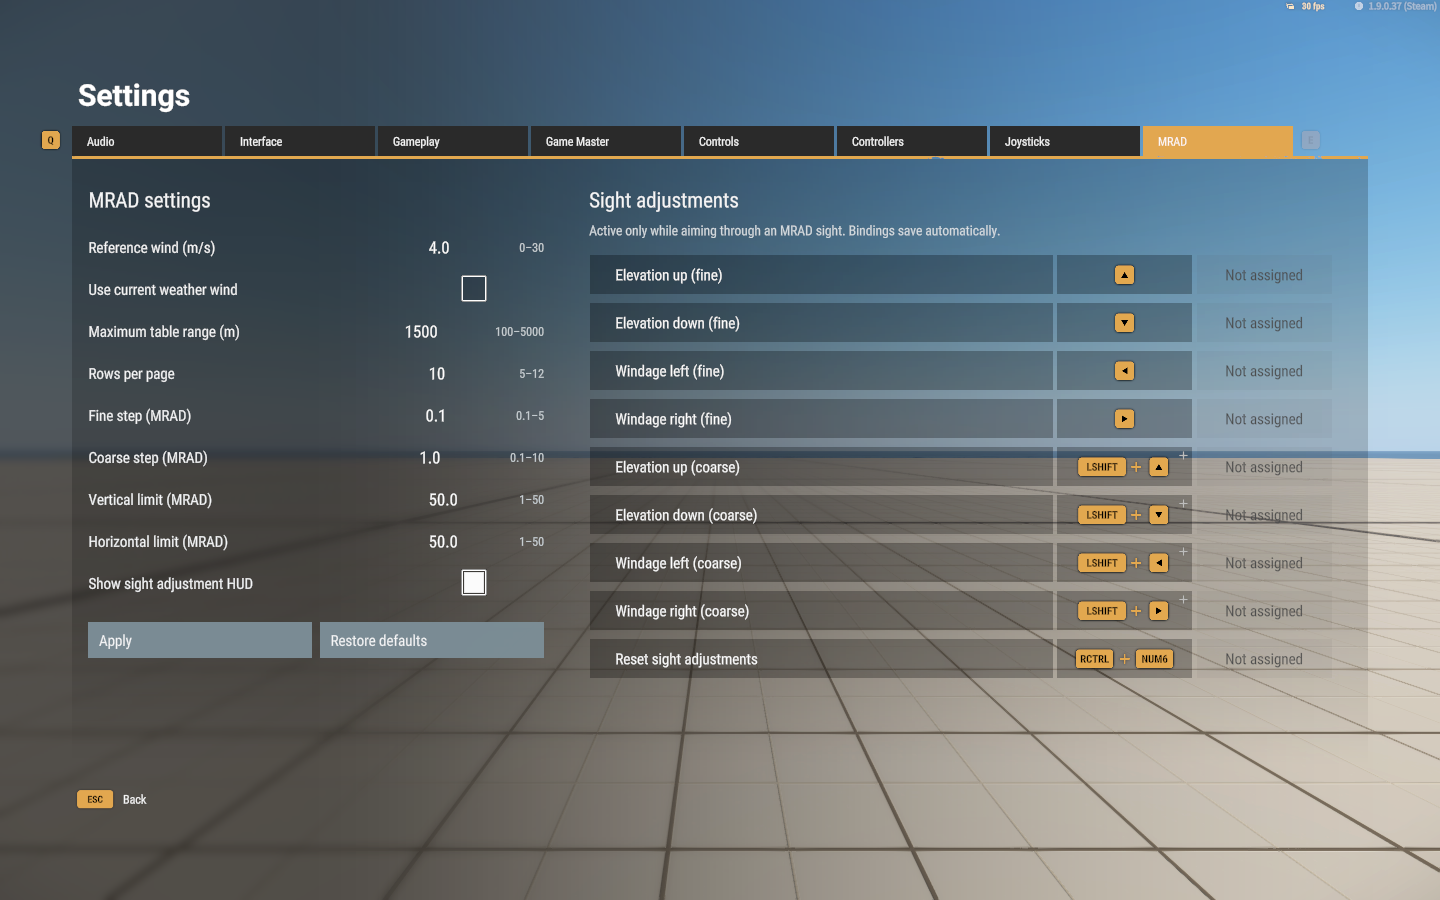 30 fps
1.9.0.37 (Steam)
Settings
Q
Audio
Interface
Gameplay
Game Master
Controls
Controllers
Joysticks
MRAD
E
MRAD settings
Reference wind (m/s) 4.0 0–30
Use current weather wind
Maximum table range (m) 1500 100–5000
Rows per page 10 5–12
Fine step (MRAD) 0.1 0.1–5
Coarse step (MRAD) 1.0 0.1–10
Vertical limit (MRAD) 50.0 1–50
Horizontal limit (MRAD) 50.0 1–50
Show sight adjustment HUD
Apply
Restore defaults
Sight adjustments
Active only while aiming through an MRAD sight. Bindings save automatically.
Elevation up (fine) ▲ Not assigned
Elevation down (fine) ▼ Not assigned
Windage left (fine) ◄ Not assigned
Windage right (fine) ► Not assigned
Elevation up (coarse) LSHIFT + ▲ + Not assigned
Elevation down (coarse) LSHIFT + ▼ + Not assigned
Windage left (coarse) LSHIFT + ◄ + Not assigned
Windage right (coarse) LSHIFT + ► + Not assigned
Reset sight adjustments RCTRL + NUM6 Not assigned
ESC Back